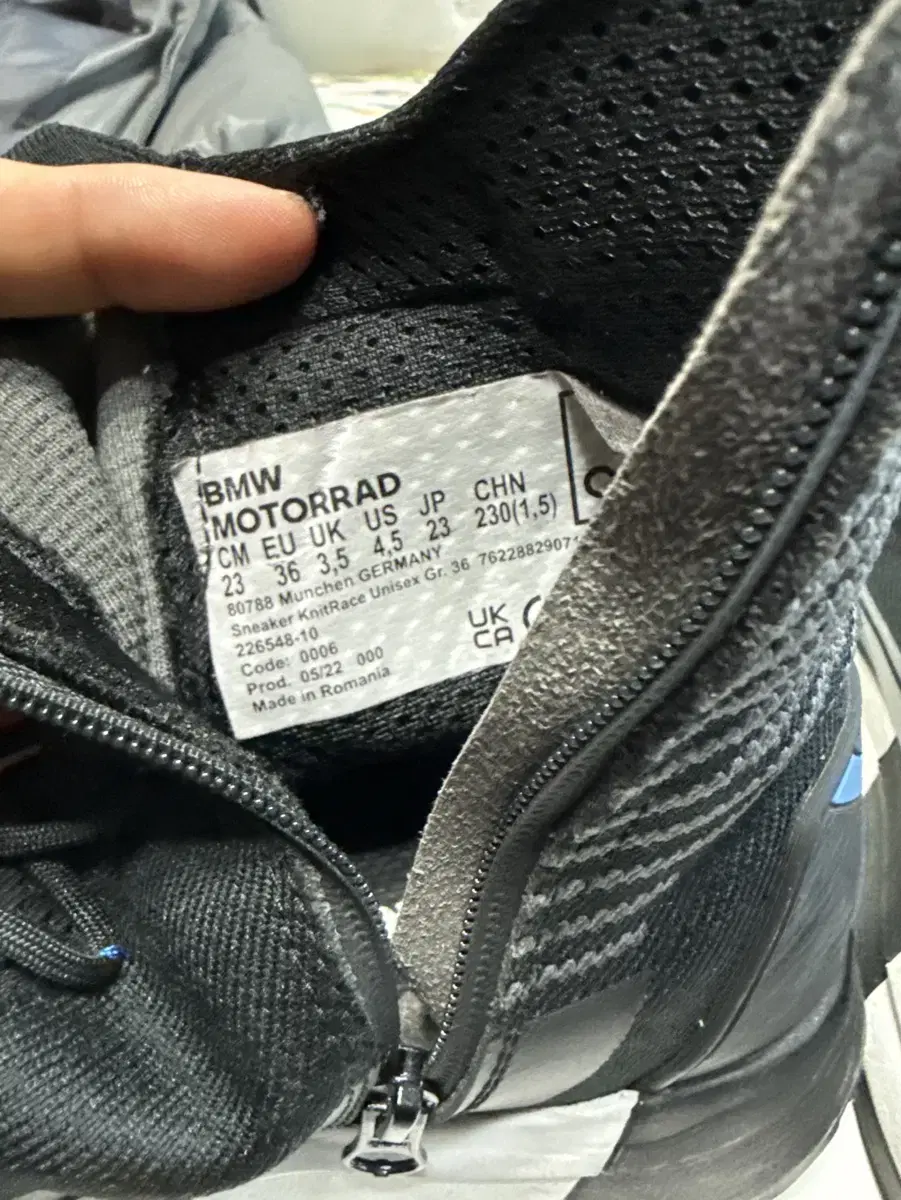 BMW
MOTORRAD
CM EU UK US JP CHN
23 36 3,5 4,5 23 230(1,5)
80788 Munchen GERMANY
Sneaker KnitRace Unisex Gr. 36 7622882907
226548-10
Code: 0006
Prod. 05/22 000
Made in Romania
UK
CA